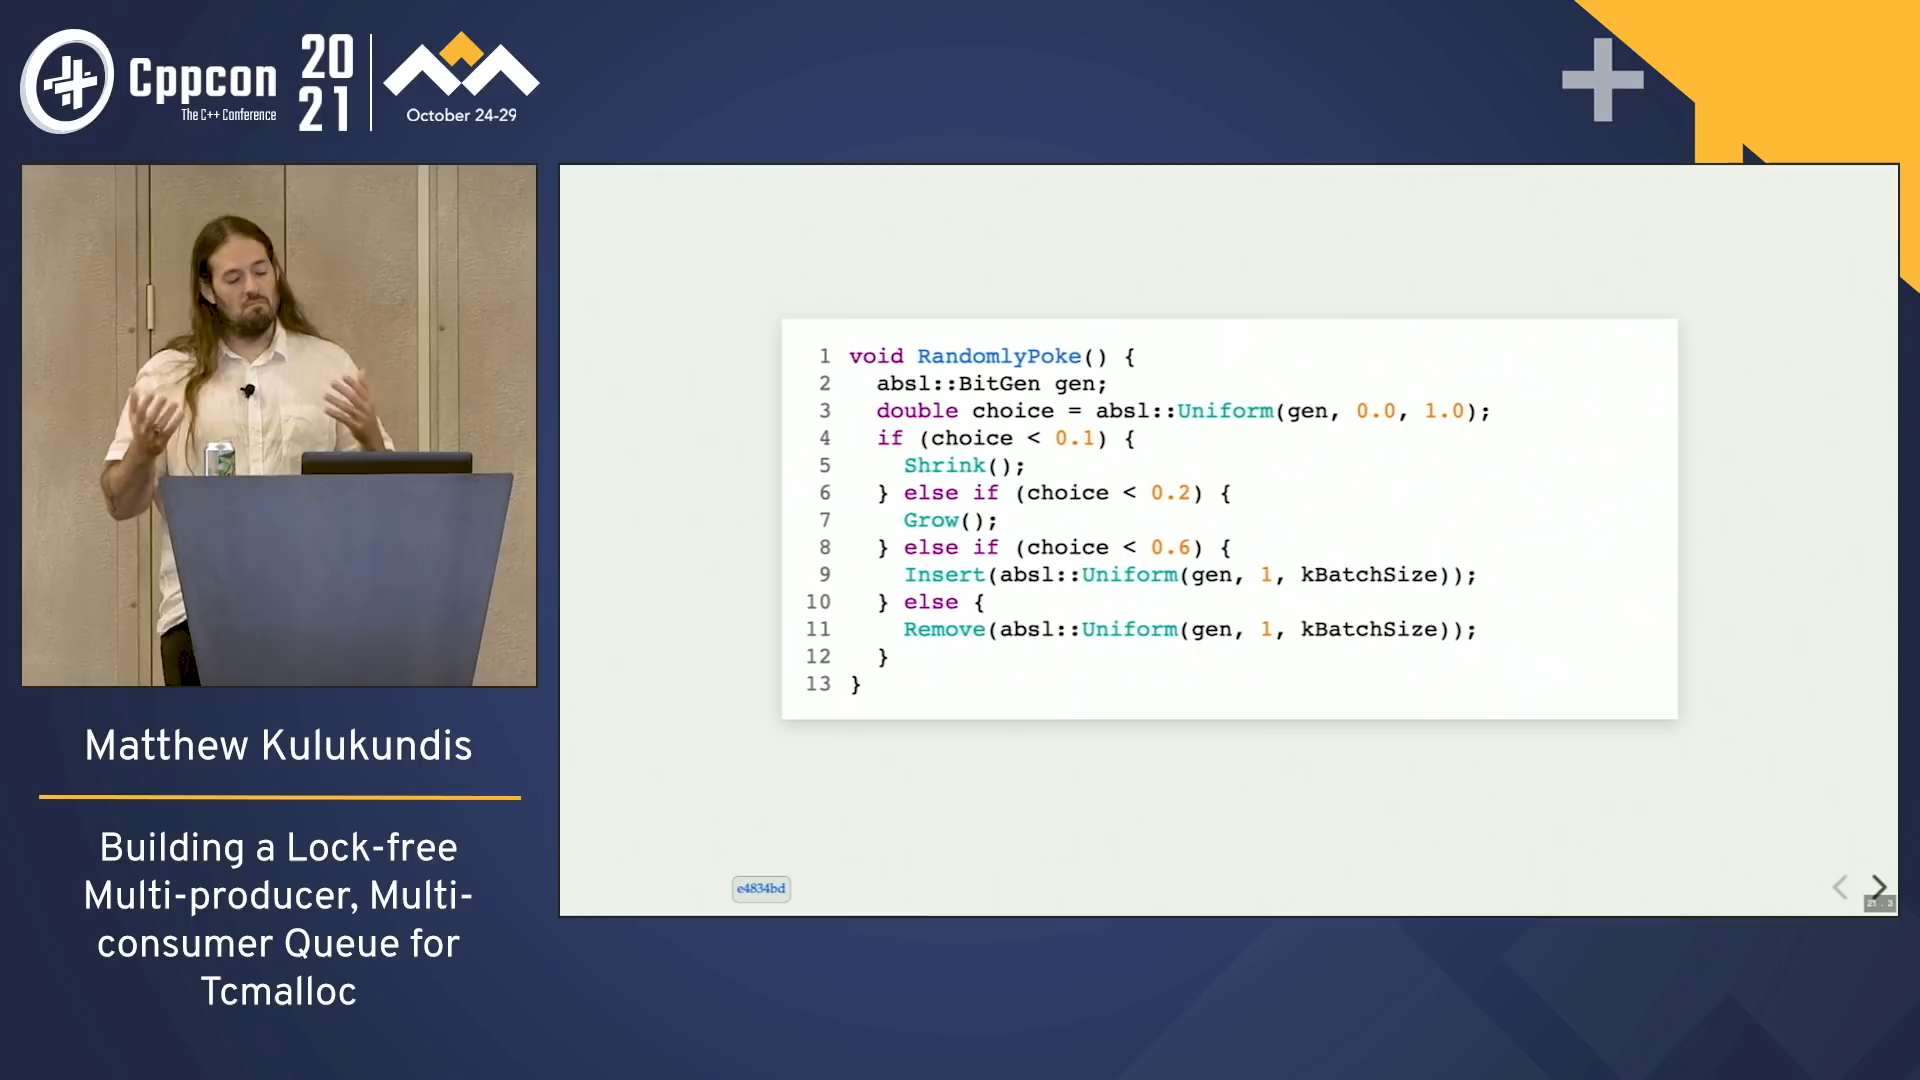 Cppcon
The C++ Conference
20
21
October 24-29
Matthew Kulukundis
Building a Lock-free
Multi-producer, Multi-
consumer Queue for
Tcmalloc
1 void RandomlyPoke() {
2   absl::BitGen gen;
3   double choice = absl::Uniform(gen, 0.0, 1.0);
4   if (choice < 0.1) {
5     Shrink();
6   } else if (choice < 0.2) {
7     Grow();
8   } else if (choice < 0.6) {
9     Insert(absl::Uniform(gen, 1, kBatchSize));
10   } else {
11     Remove(absl::Uniform(gen, 1, kBatchSize));
12   }
13 }
e4834bd